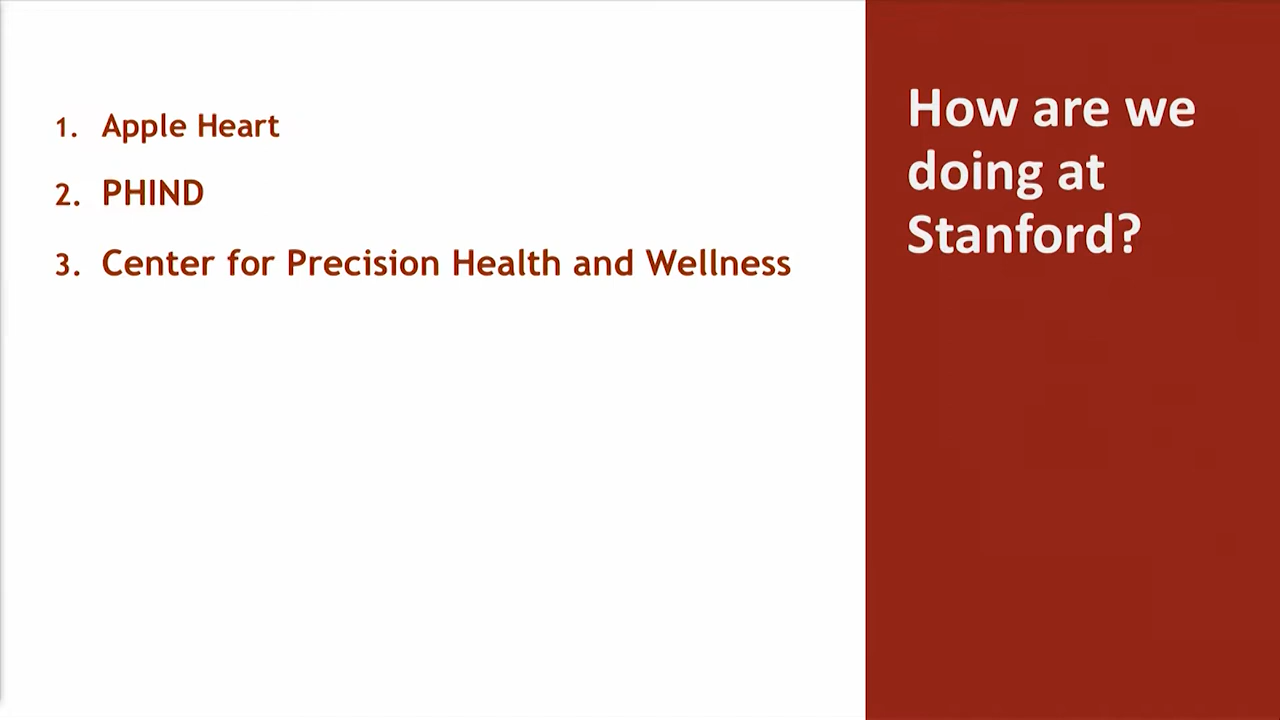 1. Apple Heart
2. PHIND
3. Center for Precision Health and Wellness
How are we
doing at
Stanford?